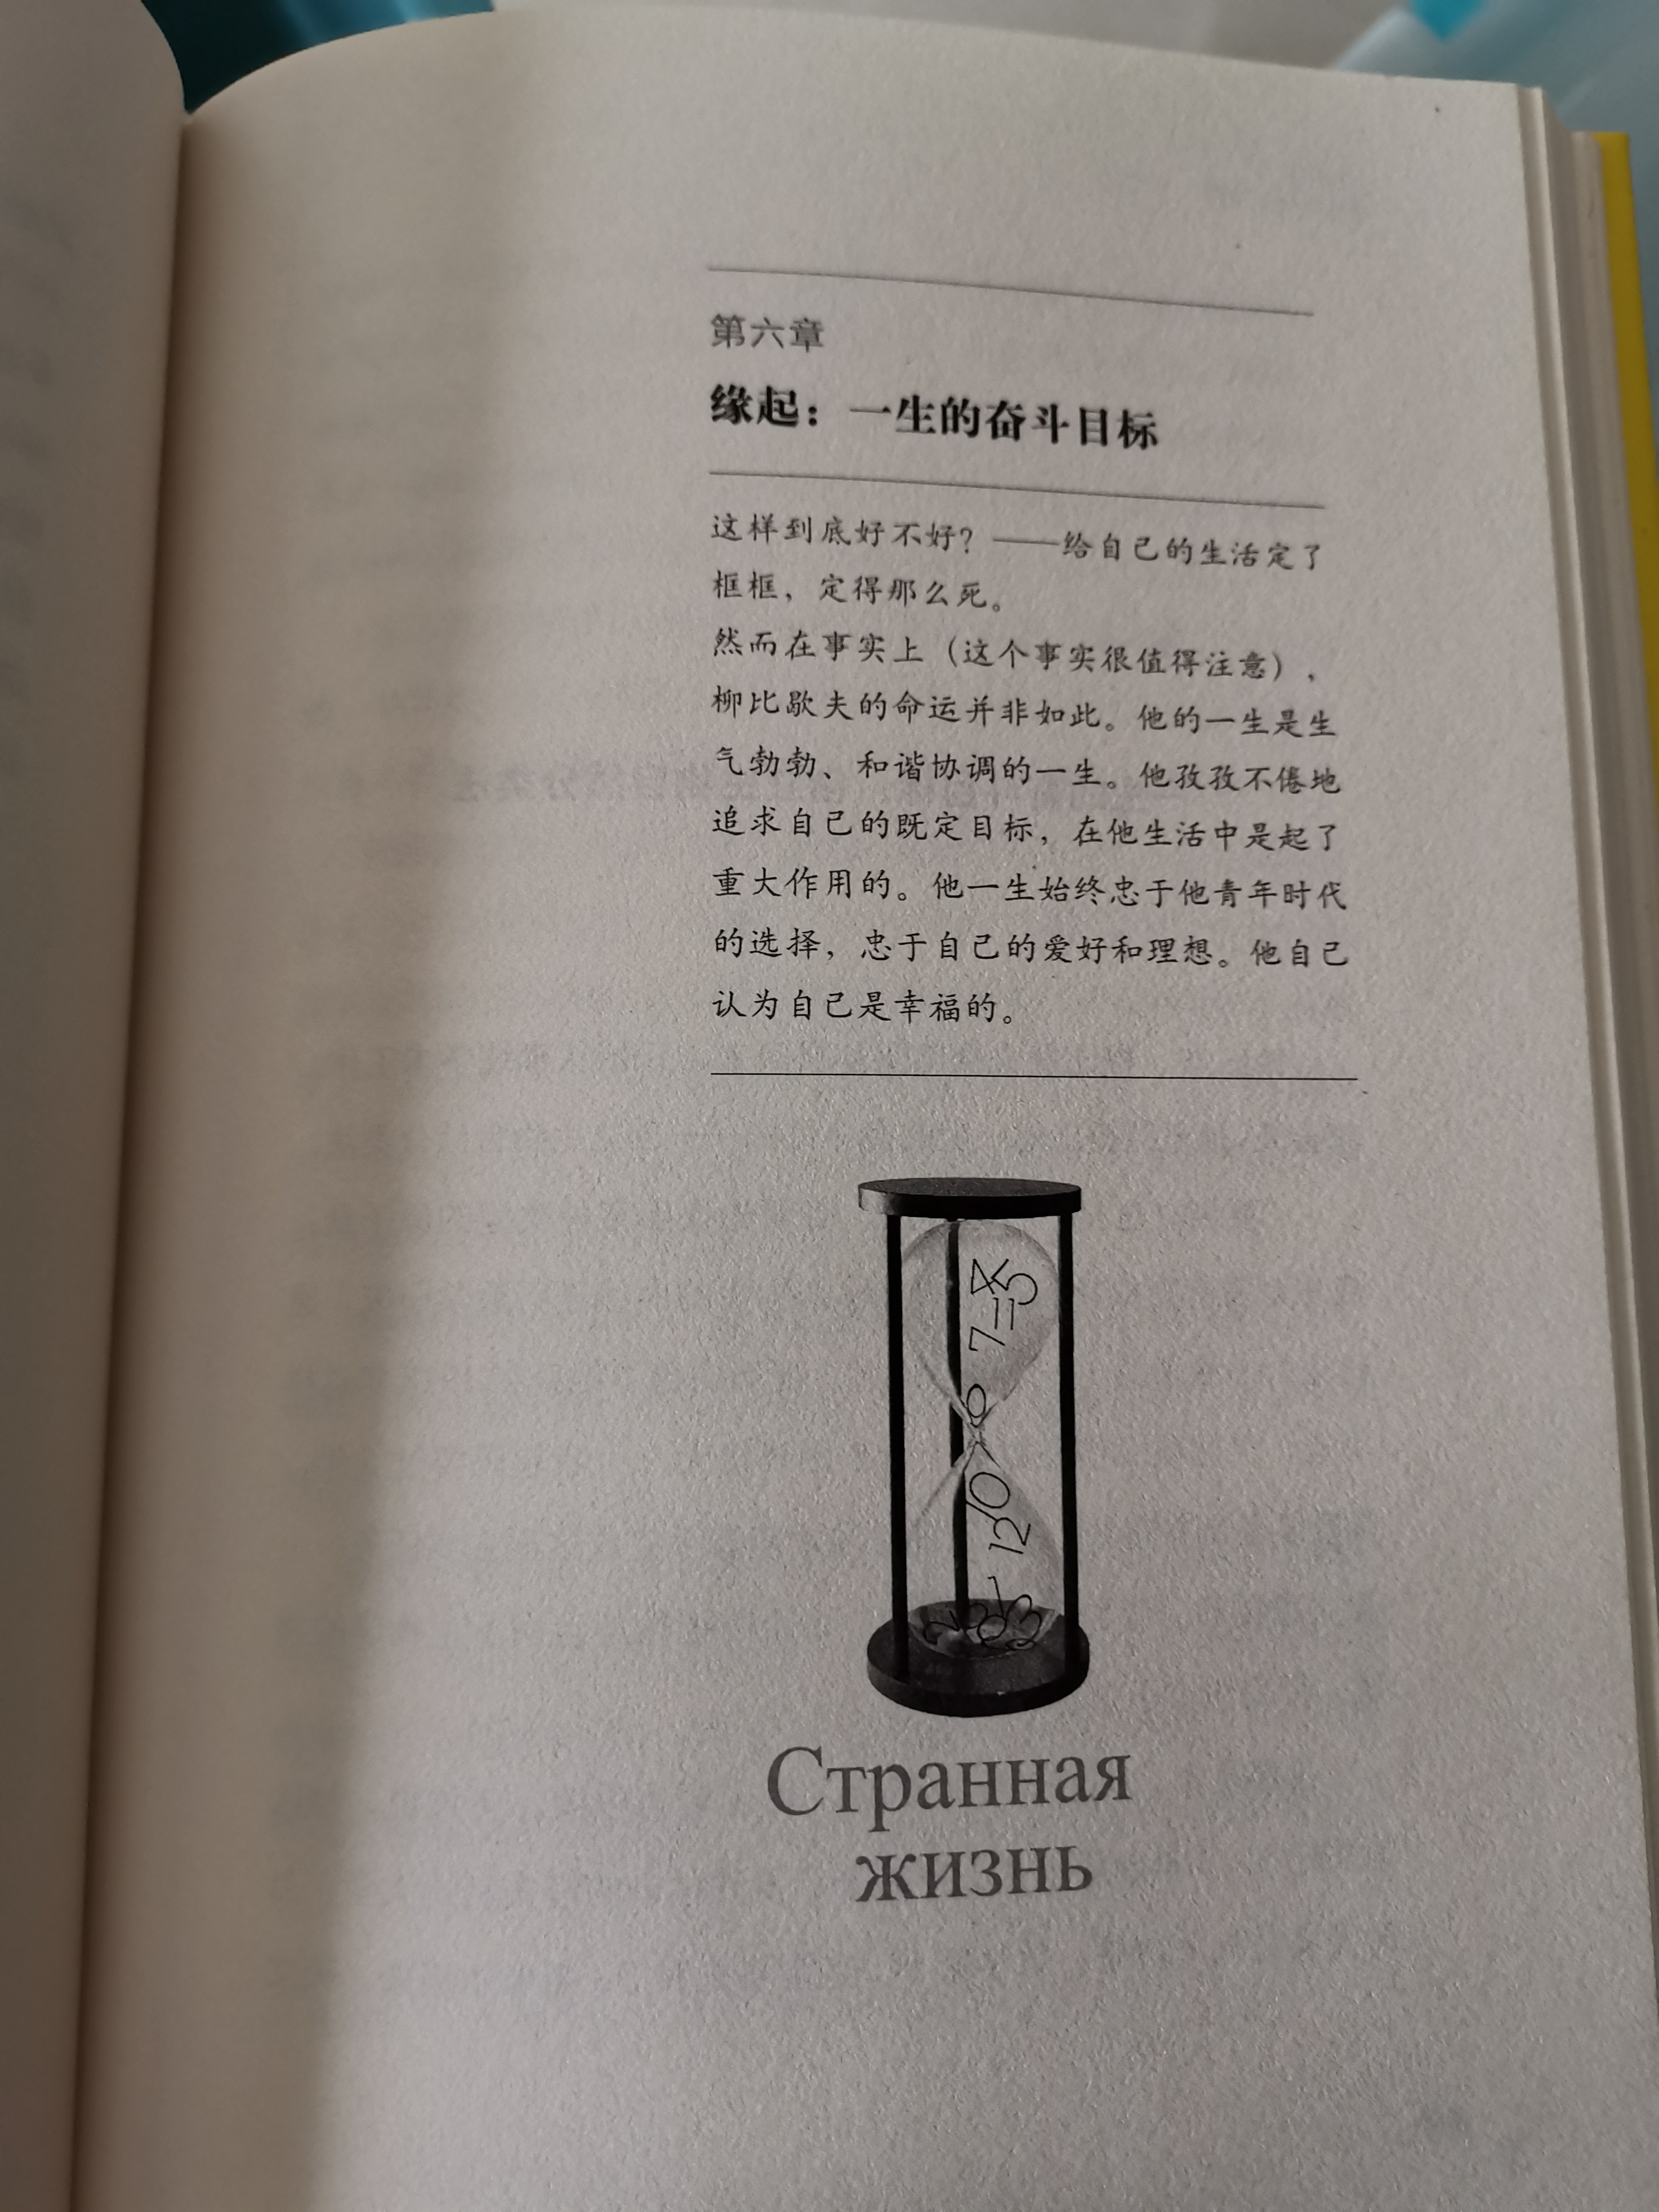 第六章
缘起：一生的奋斗目标
这样到底好不好？——给自己的生活定了
框框，定得那么死。
然而在事实上（这个事实很值得注意），
柳比歇夫的命运并非如此。他的一生是生
气勃勃、和谐协调的一生。他孜孜不倦地
追求自己的既定目标，在他生活中是起了
重大作用的。他一生始终忠于他青年时代
的选择，忠于自己的爱好和理想。他自己
认为自己是幸福的。
45
7=
6
10
12
Странная
жизнь